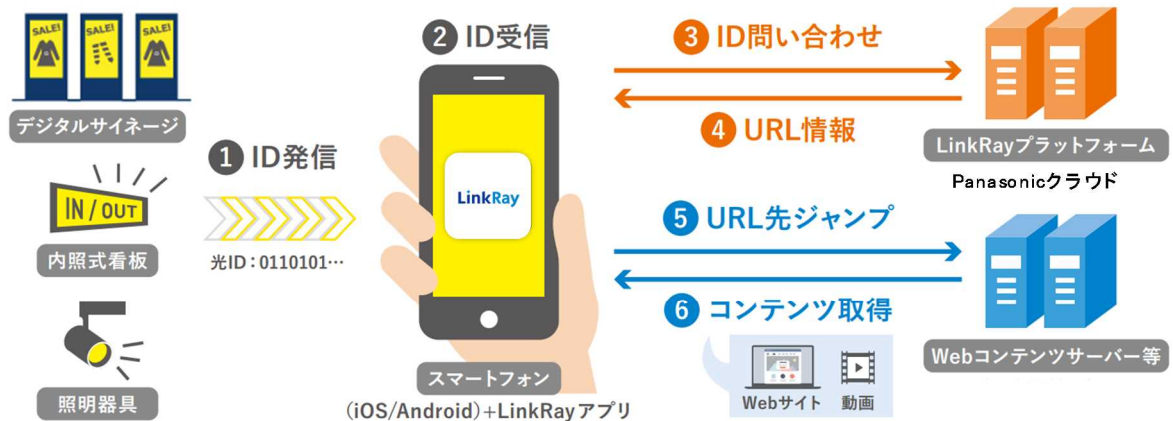 SALE!
SALE!
SALE!
デジタルサイネージ
IN / OUT
内照式看板
照明器具
1 ID発信
光ID：0110101…
2 ID受信
LinkRay
スマートフォン
(iOS/Android)+LinkRayアプリ
3 ID問い合わせ
4 URL情報
LinkRayプラットフォーム
Panasonicクラウド
5 URL先ジャンプ
6 コンテンツ取得
Webサイト 動画
Webコンテンツサーバー等